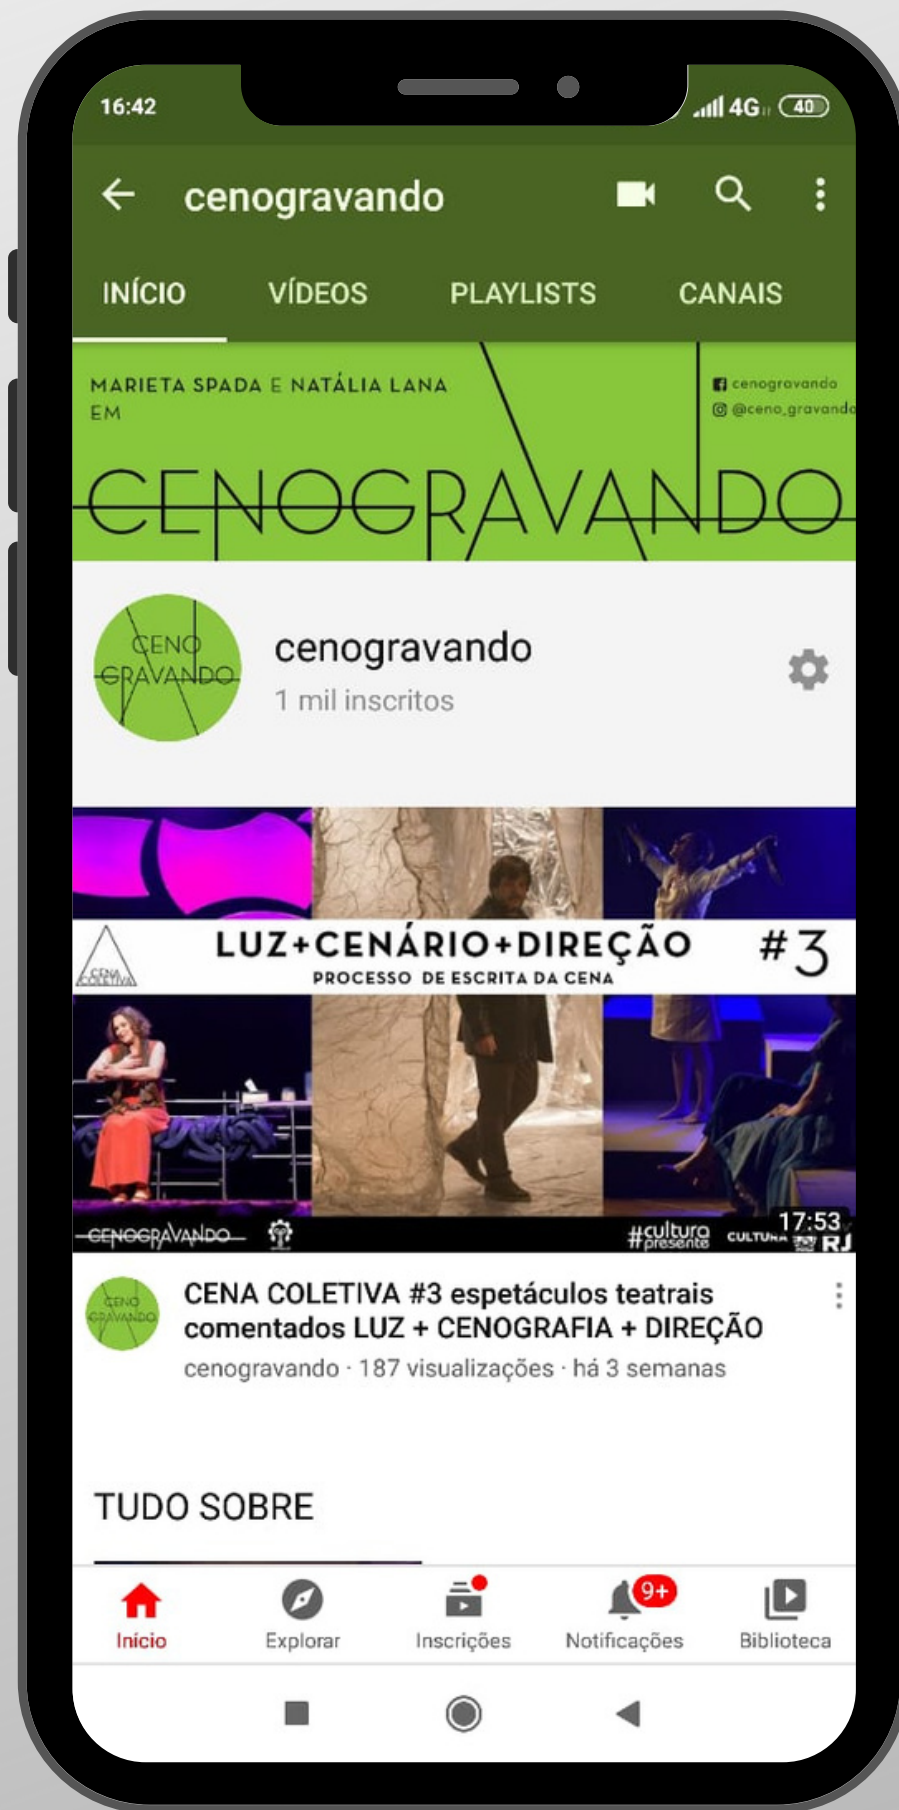 16:42
4G 40
cenogravando
INÍCIO VÍDEOS PLAYLISTS CANAIS
MARIETA SPADA E NATÁLIA LANA
EM
cenogravando
@ceno_gravando
CENOGRAVANDO
CENO
GRAVANDO
cenogravando
1 mil inscritos
CENA
COLETIVA
LUZ+CENÁRIO+DIREÇÃO
PROCESSO DE ESCRITA DA CENA
#3
CENOGRAVANDO
#cultura
presente
CULTURA
RJ
17:53
CENO
GRAVANDO
CENA COLETIVA #3 espetáculos teatrais
comentados LUZ + CENOGRAFIA + DIREÇÃO
cenogravando · 187 visualizações · há 3 semanas
TUDO SOBRE
9+
Início Explorar Inscrições Notificações Biblioteca